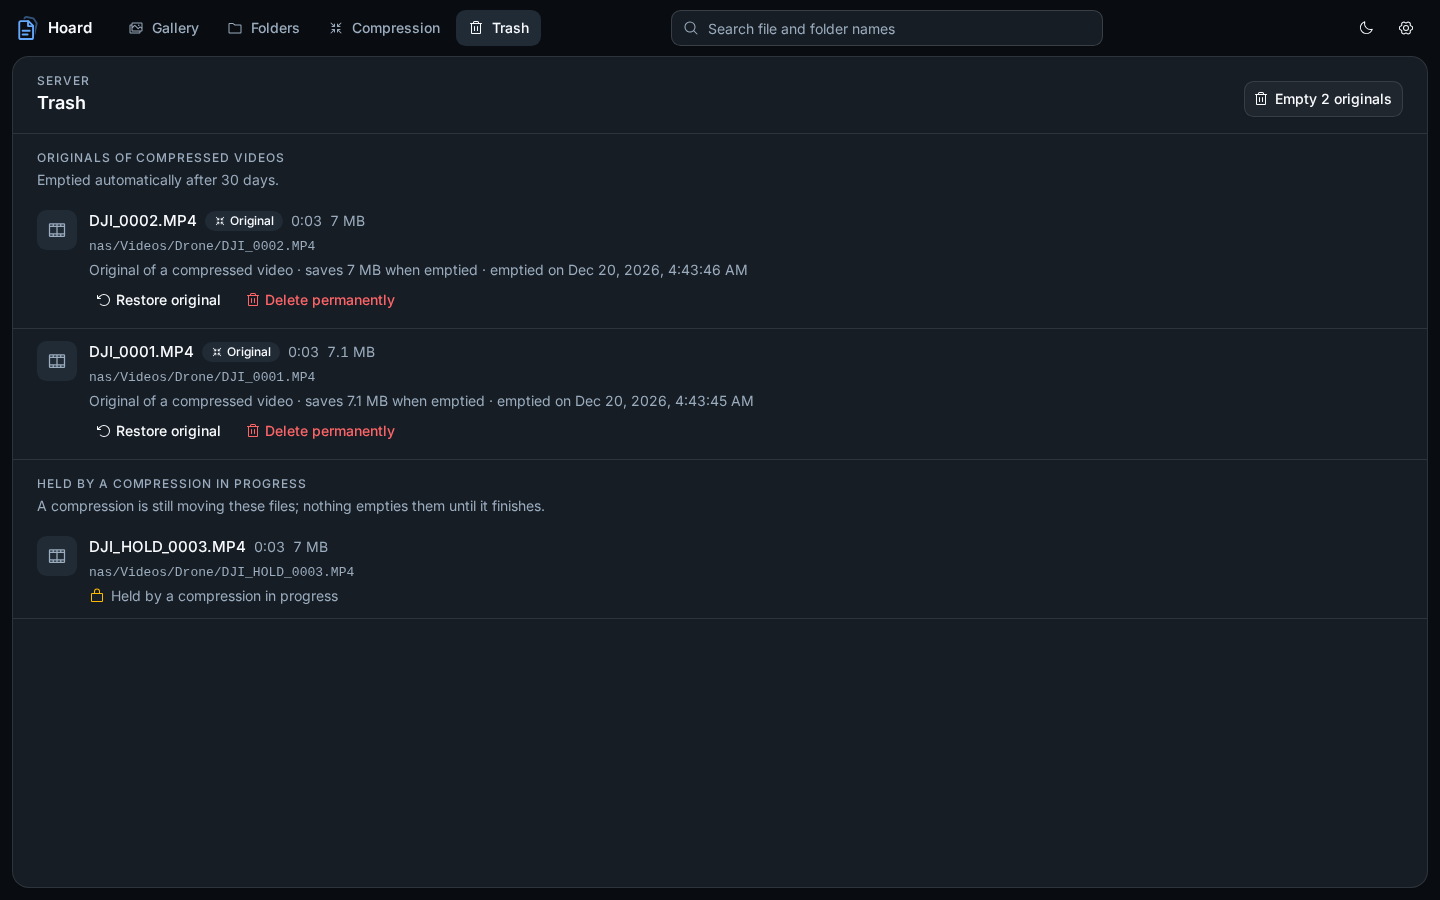 Hoard
Gallery
Folders
Compression
Trash
Search file and folder names
SERVER
Trash
Empty 2 originals
ORIGINALS OF COMPRESSED VIDEOS
Emptied automatically after 30 days.
DJI_0002.MP4 Original 0:03 7 MB
nas/Videos/Drone/DJI_0002.MP4
Original of a compressed video · saves 7 MB when emptied · emptied on Dec 20, 2026, 4:43:46 AM
Restore original Delete permanently
DJI_0001.MP4 Original 0:03 7.1 MB
nas/Videos/Drone/DJI_0001.MP4
Original of a compressed video · saves 7.1 MB when emptied · emptied on Dec 20, 2026, 4:43:45 AM
Restore original Delete permanently
HELD BY A COMPRESSION IN PROGRESS
A compression is still moving these files; nothing empties them until it finishes.
DJI_HOLD_0003.MP4 0:03 7 MB
nas/Videos/Drone/DJI_HOLD_0003.MP4
Held by a compression in progress